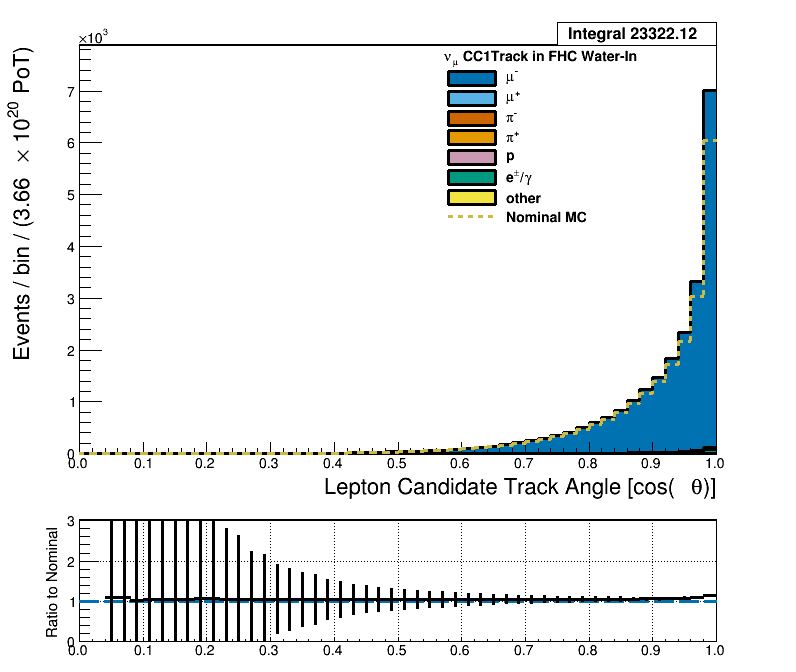 Integral 23322.12
×10³
ν_μ CC1Track in FHC Water-In
μ⁻
μ⁺
π⁻
π⁺
p
e^±/γ
other
Nominal MC
Events / bin / (3.66 × 10²⁰ PoT)
7
6
5
4
3
2
1
0
0.0 0.1 0.2 0.3 0.4 0.5 0.6 0.7 0.8 0.9 1.0
Lepton Candidate Track Angle [cos( θ)]
Ratio to Nominal
3
2
1
0
0.0 0.1 0.2 0.3 0.4 0.5 0.6 0.7 0.8 0.9 1.0